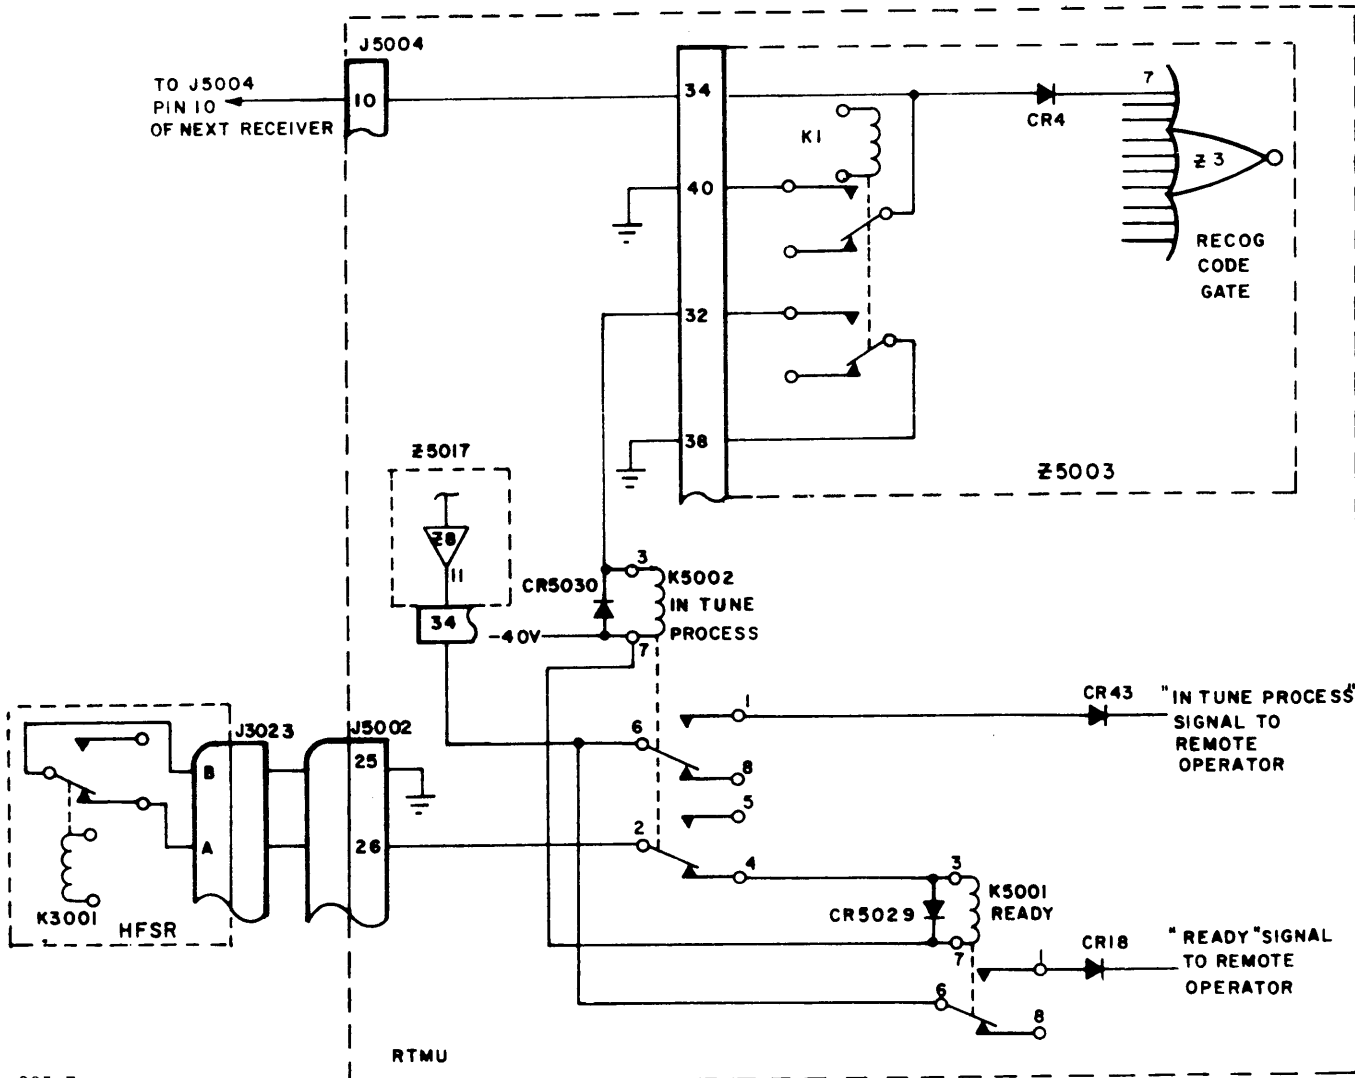 J5004
TO J5004
PIN 10
OF NEXT RECEIVER
10
34
K1
CR4
7
Z3
RECOG
CODE
GATE
40
32
38
Z5003
Z5017
Z8
11
34
CR5030
3
K5002
IN TUNE
PROCESS
-40V
7
1
CR43
"IN TUNE PROCESS"
SIGNAL TO
REMOTE
OPERATOR
6
8
5
2
4
J3023
J5002
B
25
A
26
K3001
HFSR
3
K5001
READY
CR5029
7
1
CR18
"READY" SIGNAL
TO REMOTE
OPERATOR
6
8
RTMU